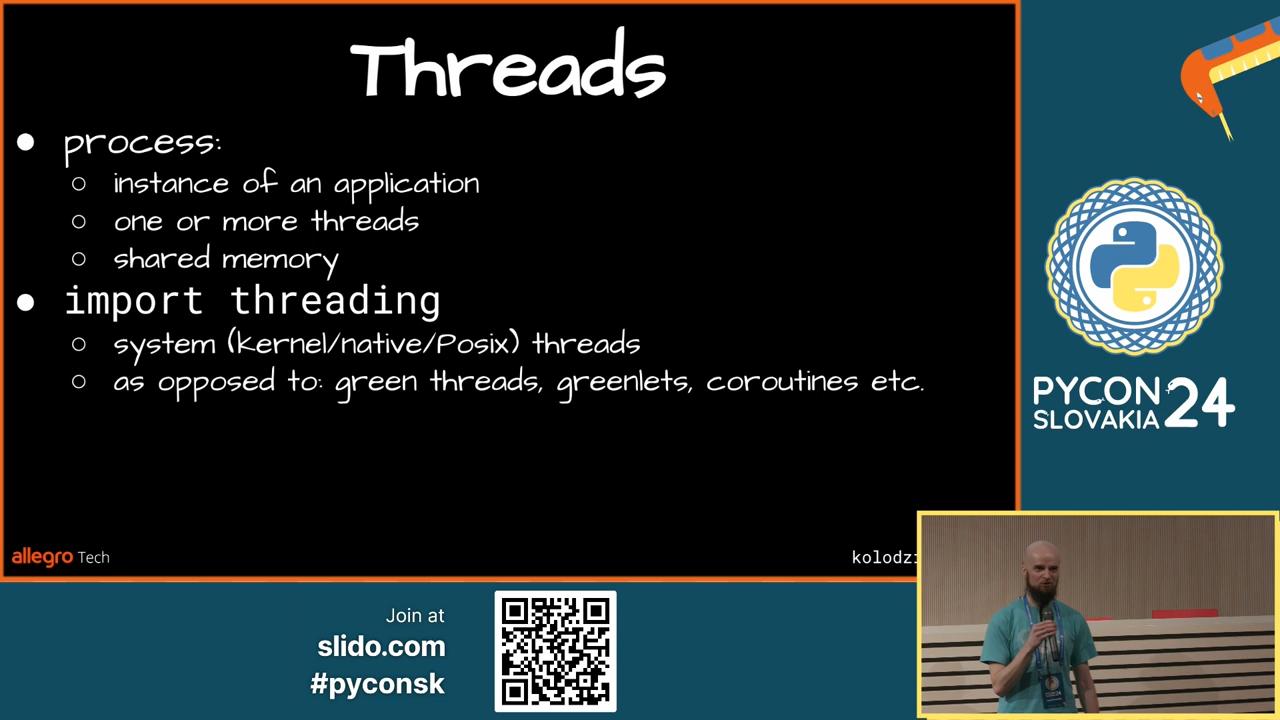 Threads
● process:
○ instance of an application
○ one or more threads
○ shared memory
● import threading
○ system (kernel/native/Posix) threads
○ as opposed to: green threads, greenlets, coroutines etc.
allegro Tech
PYCON SLOVAKIA 24
Join at
slido.com
#pyconsk